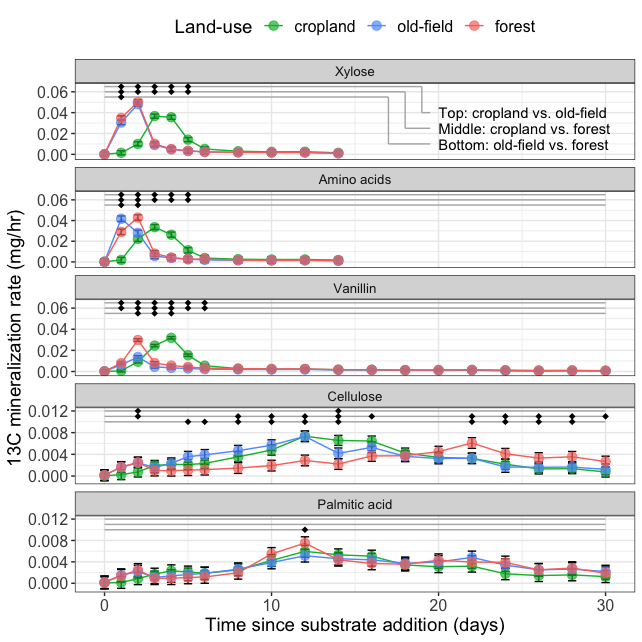 Land-use cropland old-field forest
Xylose
0.06
0.04
0.02
0.00
Top: cropland vs. old-field
Middle: cropland vs. forest
Bottom: old-field vs. forest
Amino acids
0.06
0.04
0.02
0.00
Vanillin
0.06
0.04
0.02
0.00
Cellulose
0.012
0.008
0.004
0.000
Palmitic acid
0.012
0.008
0.004
0.000
0 10 20 30
Time since substrate addition (days)
13C mineralization rate (mg/hr)